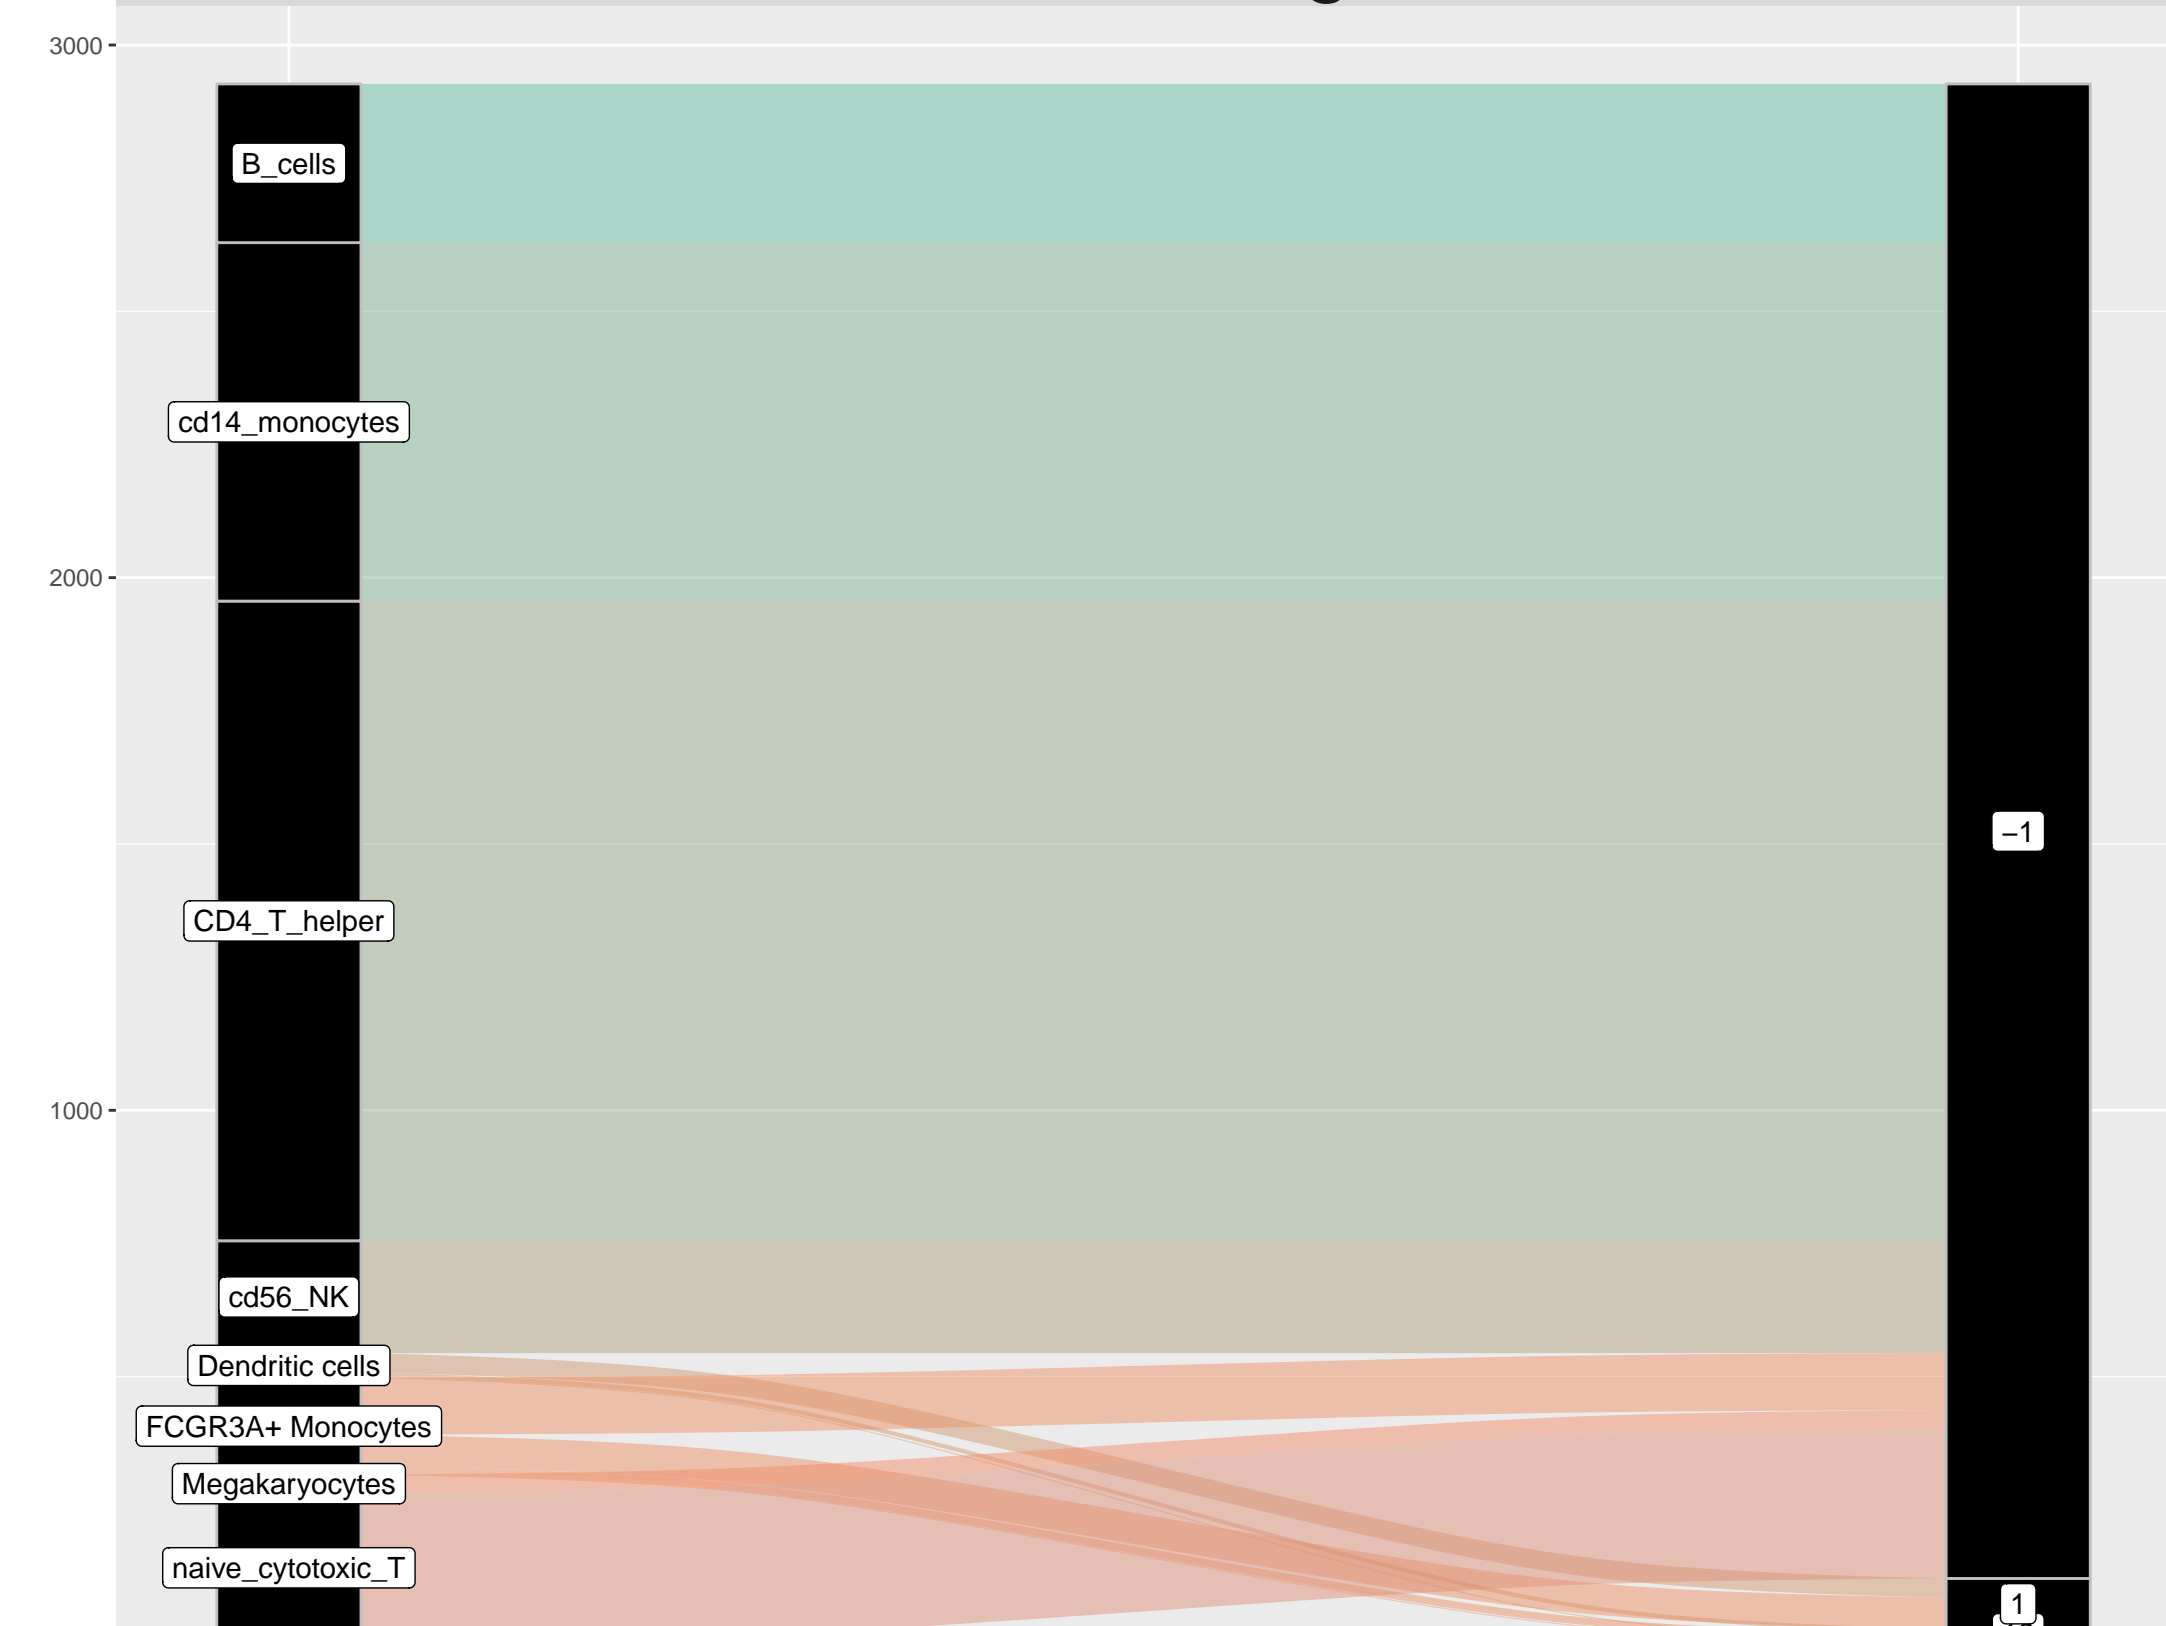 3000
B_cells
cd14_monocytes
2000
–1
CD4_T_helper
1000
cd56_NK
Dendritic cells
FCGR3A+ Monocytes
Megakaryocytes
naive_cytotoxic_T
1